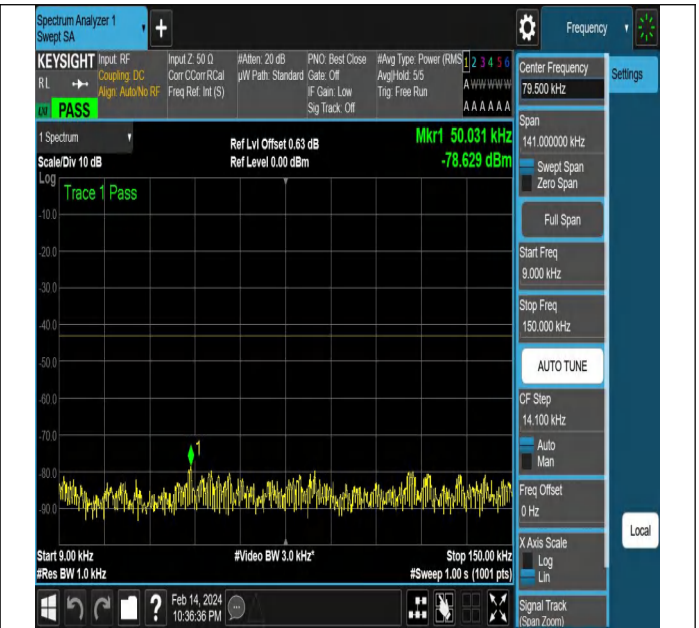 Spectrum Analyzer 1
Swept SA
+
Frequency
KEYSIGHT
RL
PASS
Input: RF
Coupling: DC
Align: Auto/No RF
Input Z: 50 Ω
Corr CCorr RCal
Freq Ref: Int (S)
#Atten: 20 dB
µW Path: Standard
PNO: Best Close
Gate: Off
IF Gain: Low
Sig Track: Off
#Avg Type: Power (RMS
Avg|Hold: 5/5
Trig: Free Run
1 2 3 4 5 6
A W W W W W
A A A A A A
1 Spectrum
Scale/Div 10 dB
Ref Lvl Offset 0.63 dB
Ref Level 0.00 dBm
Mkr1 50.031 kHz
-78.629 dBm
Log
Trace 1 Pass
-10.0
-20.0
-30.0
-40.0
-50.0
-60.0
-70.0
-80.0
-90.0
1
Start 9.00 kHz
#Res BW 1.0 kHz
#Video BW 3.0 kHz*
Stop 150.00 kHz
#Sweep 1.00 s (1001 pts)
?
Feb 14, 2024
10:36:36 PM
Center Frequency
79.500 kHz
Settings
Span
141.000000 kHz
Swept Span
Zero Span
Full Span
Start Freq
9.000 kHz
Stop Freq
150.000 kHz
AUTO TUNE
CF Step
14.100 kHz
Auto
Man
Freq Offset
0 Hz
X Axis Scale
Log
Lin
Local
Signal Track
(Span Zoom)